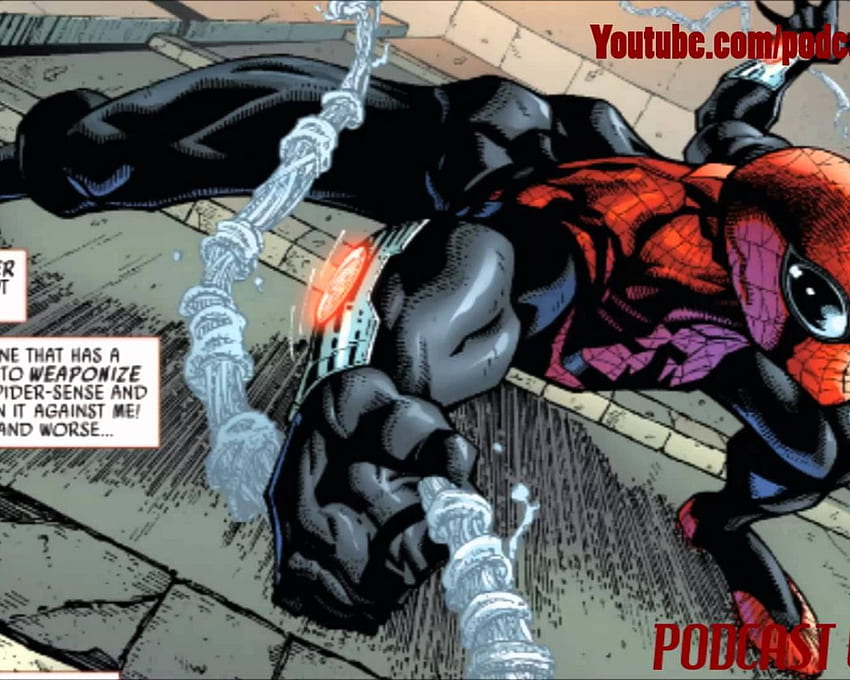 Youtube.com/podc
ER
UT
NE THAT HAS A
TO WEAPONIZE
PIDER-SENSE AND
N IT AGAINST ME!
AND WORSE...
PODCAST